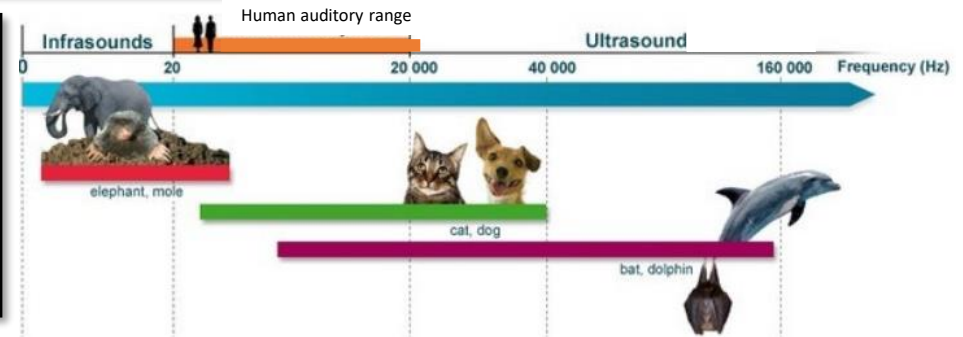 Human auditory range
Infrasounds
Ultrasound
0
20
20 000
40 000
160 000
Frequency (Hz)
elephant, mole
cat, dog
bat, dolphin